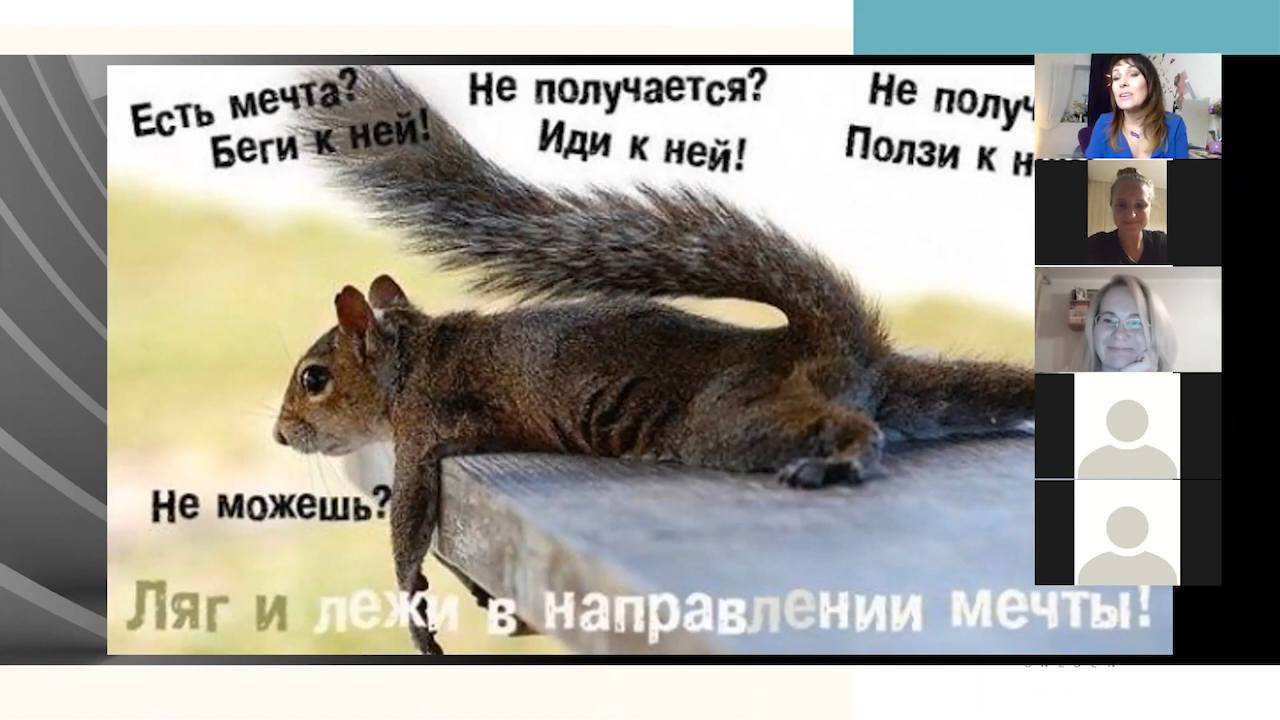 Есть мечта?
Беги к ней!
Не получается?
Иди к ней!
Не
Ползи к
Не можешь?
Ляг и лежи в направлении мечты!